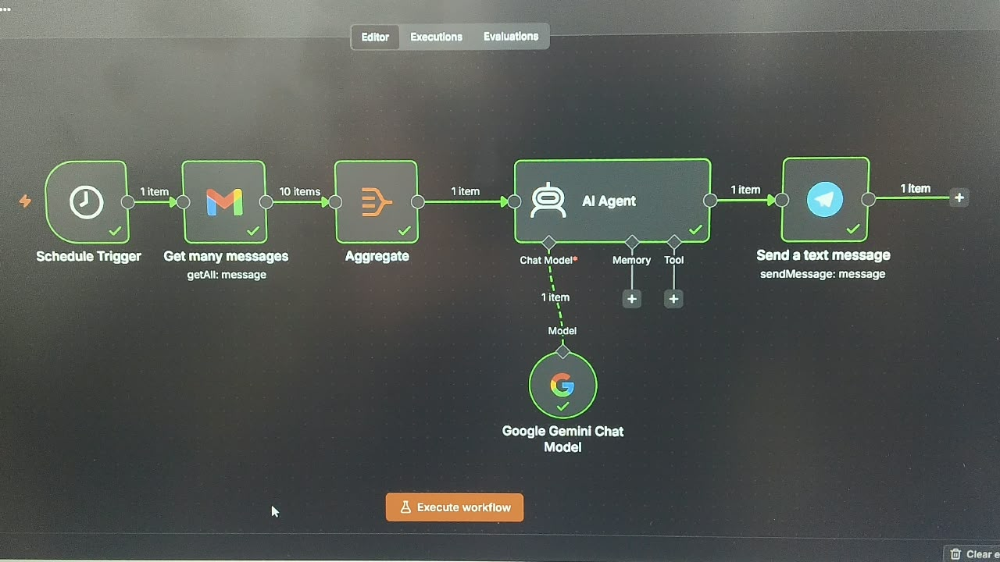 Editor Executions Evaluations
1 item
10 items
1 item
AI Agent
1 item
1 item
Schedule Trigger
Get many messages
getAll: message
Aggregate
Chat Model*
Memory
Tool
Send a text message
sendMessage: message
1 item
Model
Google Gemini Chat
Model
Execute workflow
Clear